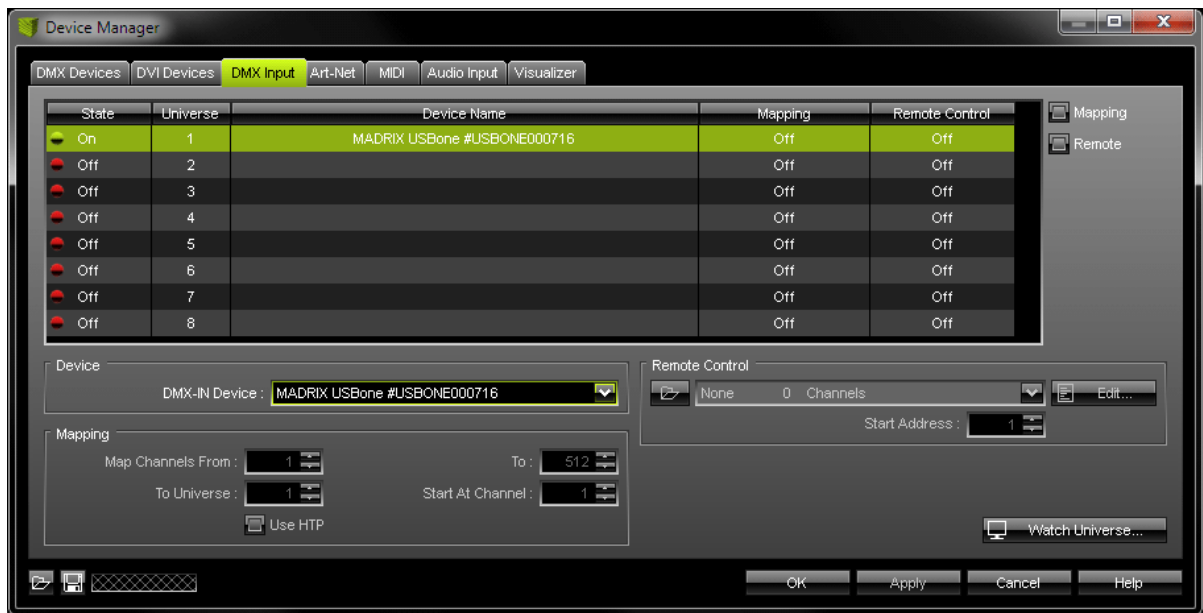 Device Manager
DMX Devices DVI Devices DMX Input Art-Net MIDI Audio Input Visualizer
State Universe Device Name Mapping Remote Control
On 1 MADRIX USBone #USBONE000716 Off Off
Off 2 Off Off
Off 3 Off Off
Off 4 Off Off
Off 5 Off Off
Off 6 Off Off
Off 7 Off Off
Off 8 Off Off
Mapping
Remote
Device
DMX-IN Device : MADRIX USBone #USBONE000716
Mapping
Map Channels From : 1 To : 512
To Universe : 1 Start At Channel : 1
Use HTP
Remote Control
None 0 Channels Edit...
Start Address : 1
Watch Universe...
OK Apply Cancel Help